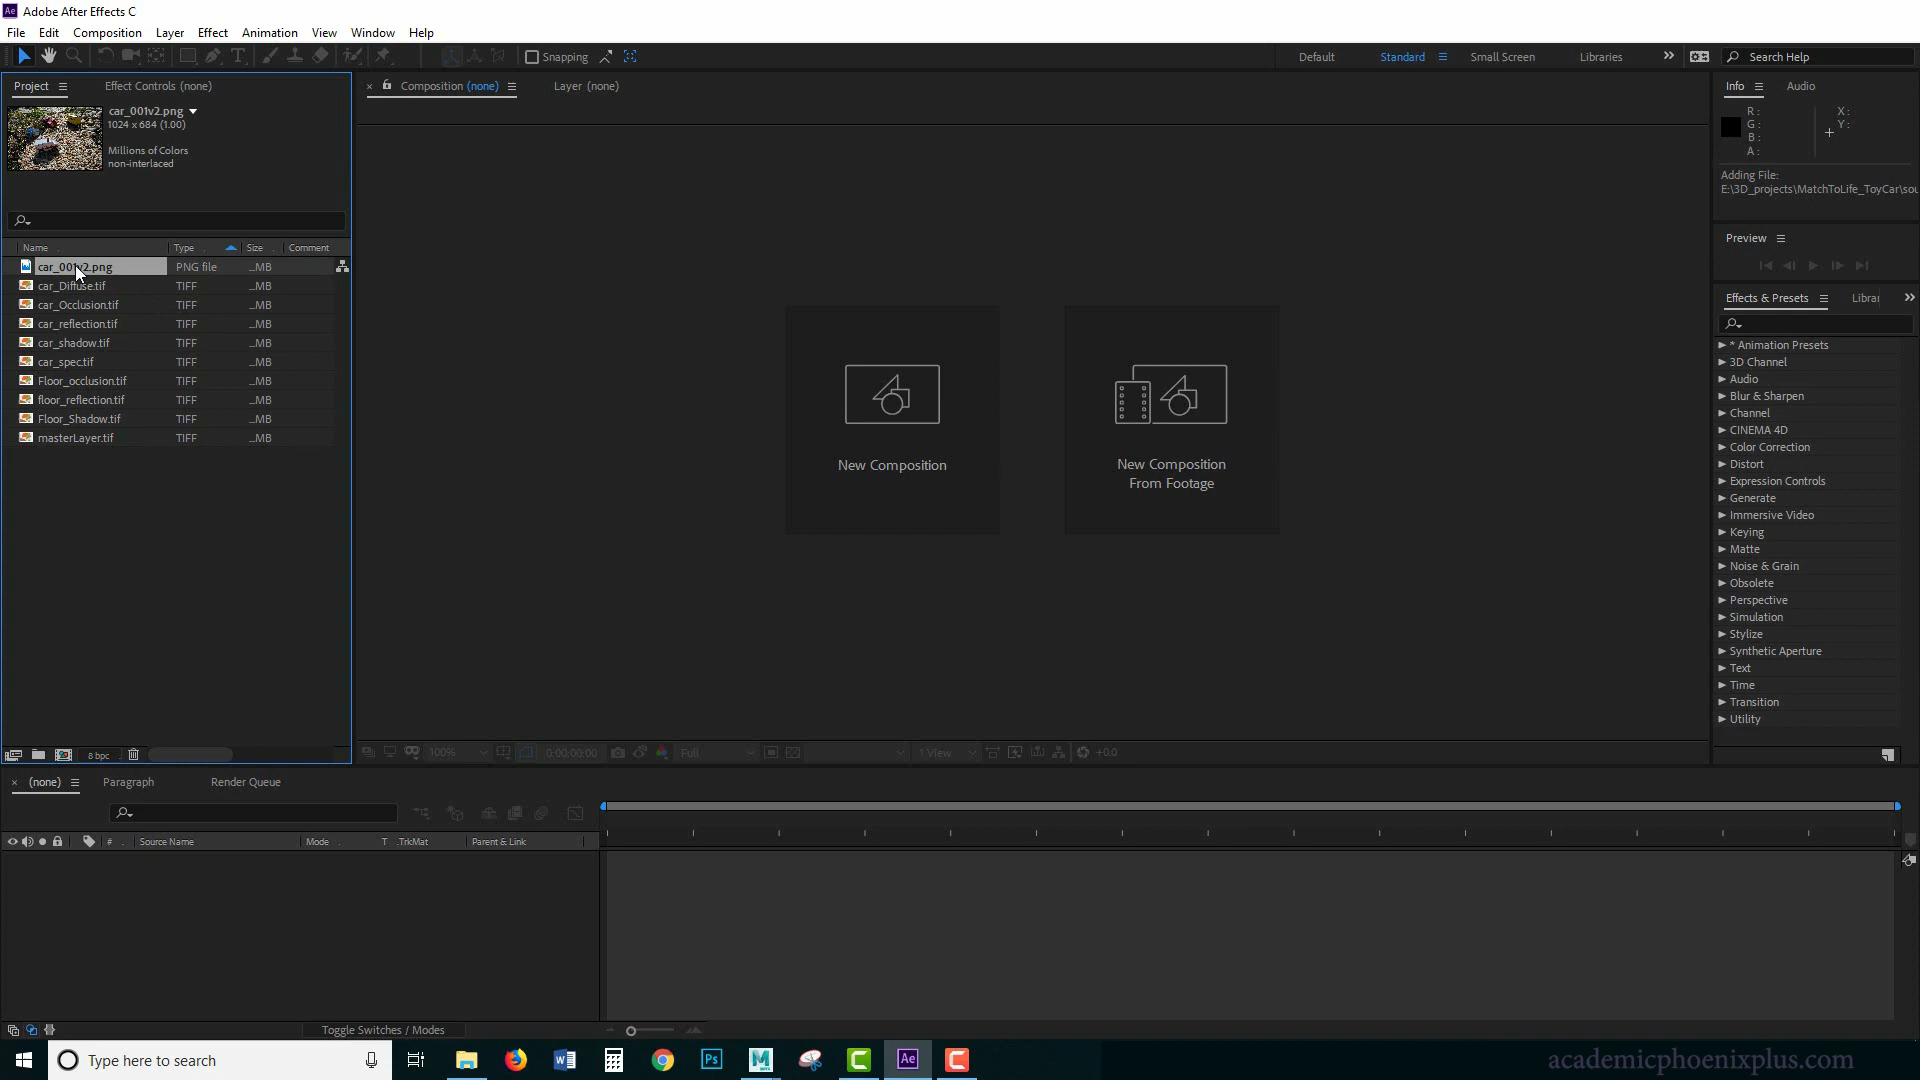 Ae Adobe After Effects C
File Edit Composition Layer Effect Animation View Window Help
Snapping Default Standard Small Screen Libraries Search Help
Project Effect Controls (none) Composition (none) Layer (none) Info Audio
car_001v2.png
1024 x 684 (1.00)
Millions of Colors
non-interlaced
R: X:
G: Y:
B:
A:
Adding File:
E:\3D_projects\MatchToLife_ToyCar\sou
Preview
Name Type Size Comment
car_001v2.png PNG file ...MB
car_Diffuse.tif TIFF ...MB
car_Occlusion.tif TIFF ...MB
car_reflection.tif TIFF ...MB
car_shadow.tif TIFF ...MB
car_spec.tif TIFF ...MB
Floor_occlusion.tif TIFF ...MB
floor_reflection.tif TIFF ...MB
Floor_Shadow.tif TIFF ...MB
masterLayer.tif TIFF ...MB
New Composition
New Composition
From Footage
Effects & Presets Librar
* Animation Presets
3D Channel
Audio
Blur & Sharpen
Channel
CINEMA 4D
Color Correction
Distort
Expression Controls
Generate
Immersive Video
Keying
Matte
Noise & Grain
Obsolete
Perspective
Simulation
Stylize
Synthetic Aperture
Text
Time
Transition
Utility
8 bpc 100% 0:00:00:00 Full 1 View +0.0
(none) Paragraph Render Queue
# Source Name Mode T .TrkMat Parent & Link
Toggle Switches / Modes
Type here to search Ps M Ae
academicphoenixplus.com